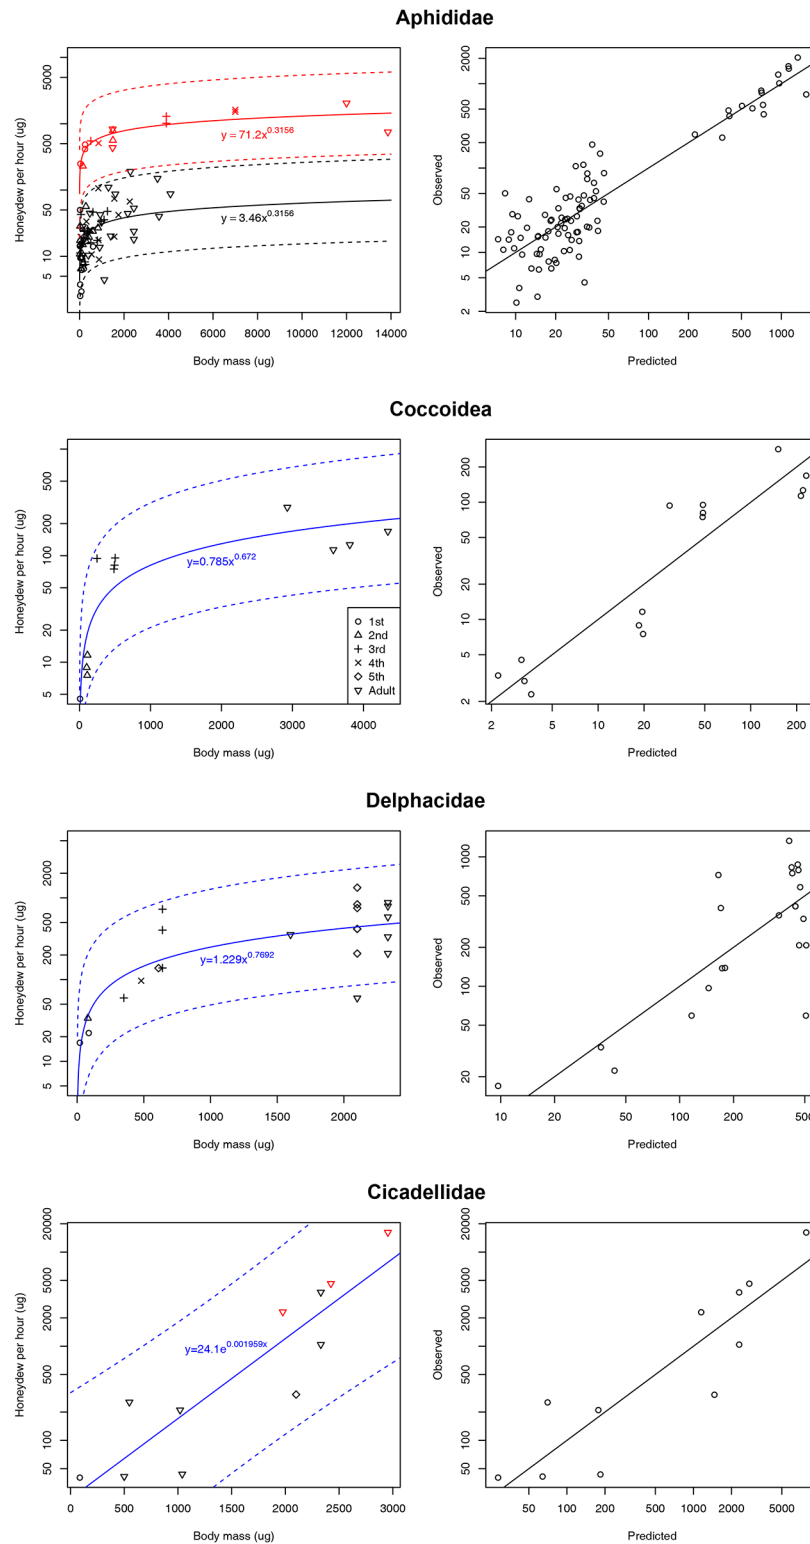 Aphididae
Honeydew per hour (ug)
5000
500
50
10
5
y = 71.2x^0.3156
y = 3.46x^0.3156
0 2000 4000 6000 8000 10000 12000 14000
Body mass (ug)
Observed
2000
500
200
50
20
10
5
2
10 20 50 100 200 500 1000
Predicted
Coccoidea
Honeydew per hour (ug)
500
200
100
50
20
10
5
y=0.785x^0.672
1st
2nd
3rd
4th
5th
Adult
0 1000 2000 3000 4000
Body mass (ug)
Observed
200
100
50
20
10
5
2
2 5 10 20 50 100 200
Predicted
Delphacidae
Honeydew per hour (ug)
2000
500
200
50
20
5
y=1.229x^0.7692
0 500 1000 1500 2000
Body mass (ug)
Observed
1000
500
200
100
50
20
10 20 50 100 200 500
Predicted
Cicadellidae
Honeydew per hour (ug)
20000
5000
2000
500
100
50
y=24.1e^0.001959x
0 500 1000 1500 2000 2500 3000
Body mass (ug)
Observed
20000
5000
2000
500
100
50
50 100 200 500 1000 2000 5000
Predicted